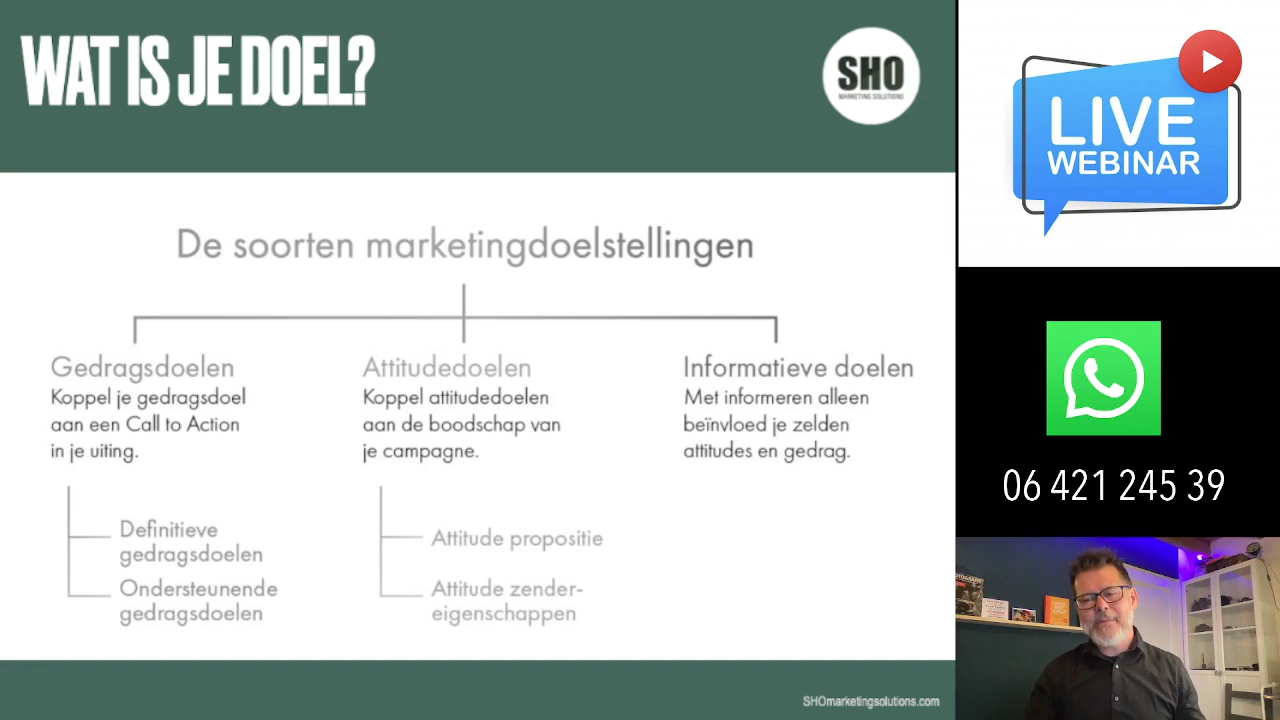 WAT IS JE DOEL?
SHO
MARKETING SOLUTIONS
De soorten marketingdoelstellingen
Gedragsdoelen
Koppel je gedragsdoel
aan een Call to Action
in je uiting.
Definitieve
gedragsdoelen
Ondersteunende
gedragsdoelen
Attitudedoelen
Koppel attitudedoelen
aan de boodschap van
je campagne.
Attitude propositie
Attitude zender-
eigenschappen
Informatieve doelen
Met informeren alleen
beïnvloed je zelden
attitudes en gedrag.
SHOmarketingsolutions.com
LIVE
WEBINAR
06 421 245 39